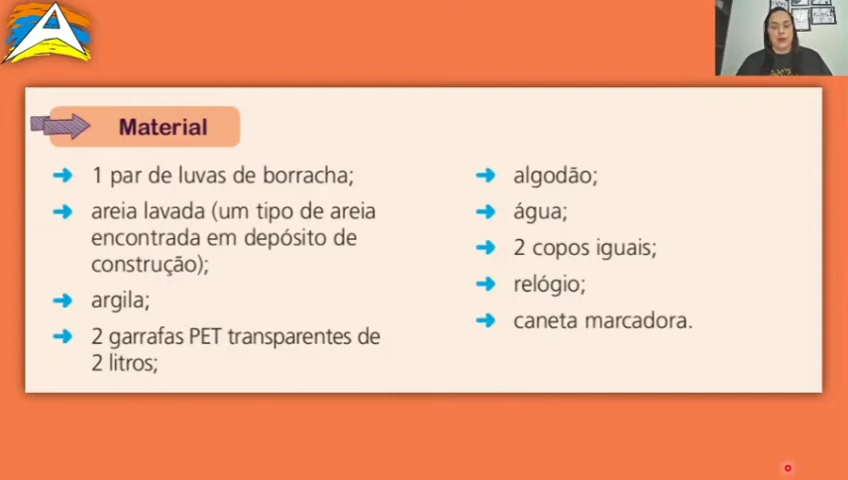 A
Material
1 par de luvas de borracha;
areia lavada (um tipo de areia
encontrada em depósito de
construção);
argila;
2 garrafas PET transparentes de
2 litros;
algodão;
água;
2 copos iguais;
relógio;
caneta marcadora.